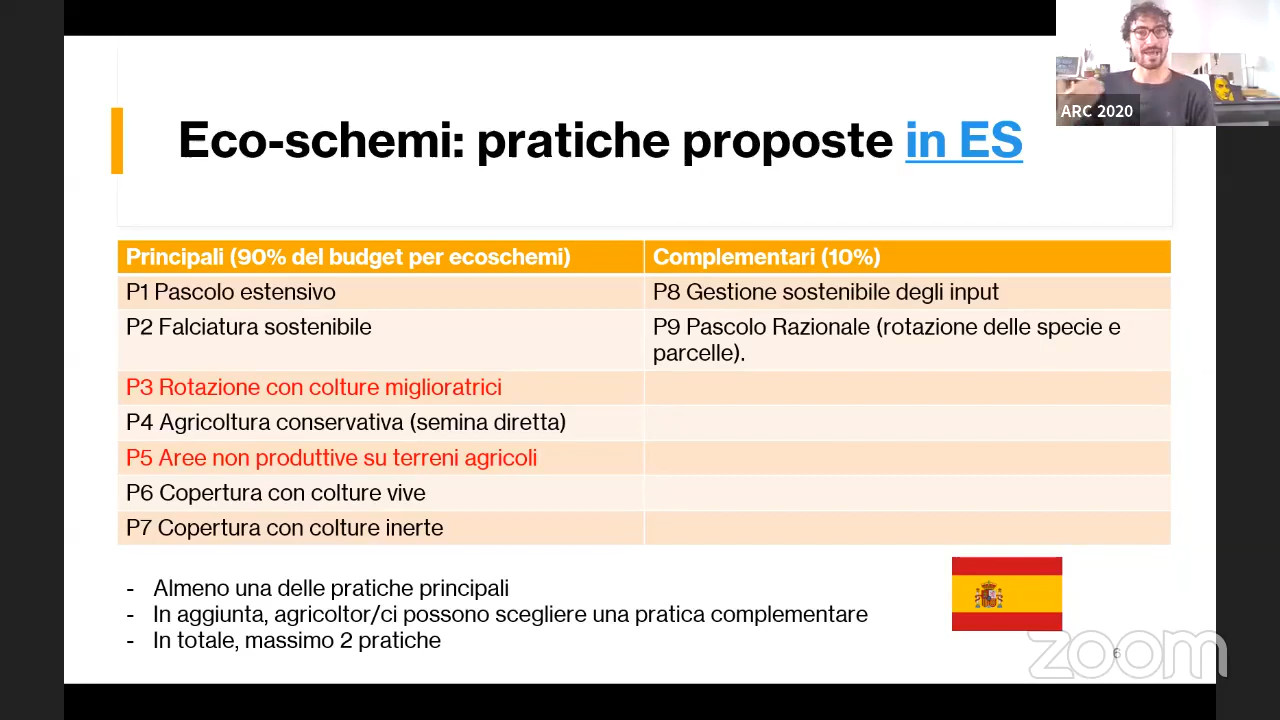 ARC 2020
Eco-schemi: pratiche proposte in ES
Principali (90% del budget per ecoschemi)
Complementari (10%)
P1 Pascolo estensivo
P8 Gestione sostenibile degli input
P2 Falciatura sostenibile
P9 Pascolo Razionale (rotazione delle specie e
parcelle).
P3 Rotazione con colture miglioratrici
P4 Agricoltura conservativa (semina diretta)
P5 Aree non produttive su terreni agricoli
P6 Copertura con colture vive
P7 Copertura con colture inerte
- Almeno una delle pratiche principali
- In aggiunta, agricoltor/ci possono scegliere una pratica complementare
- In totale, massimo 2 pratiche
6
zoom